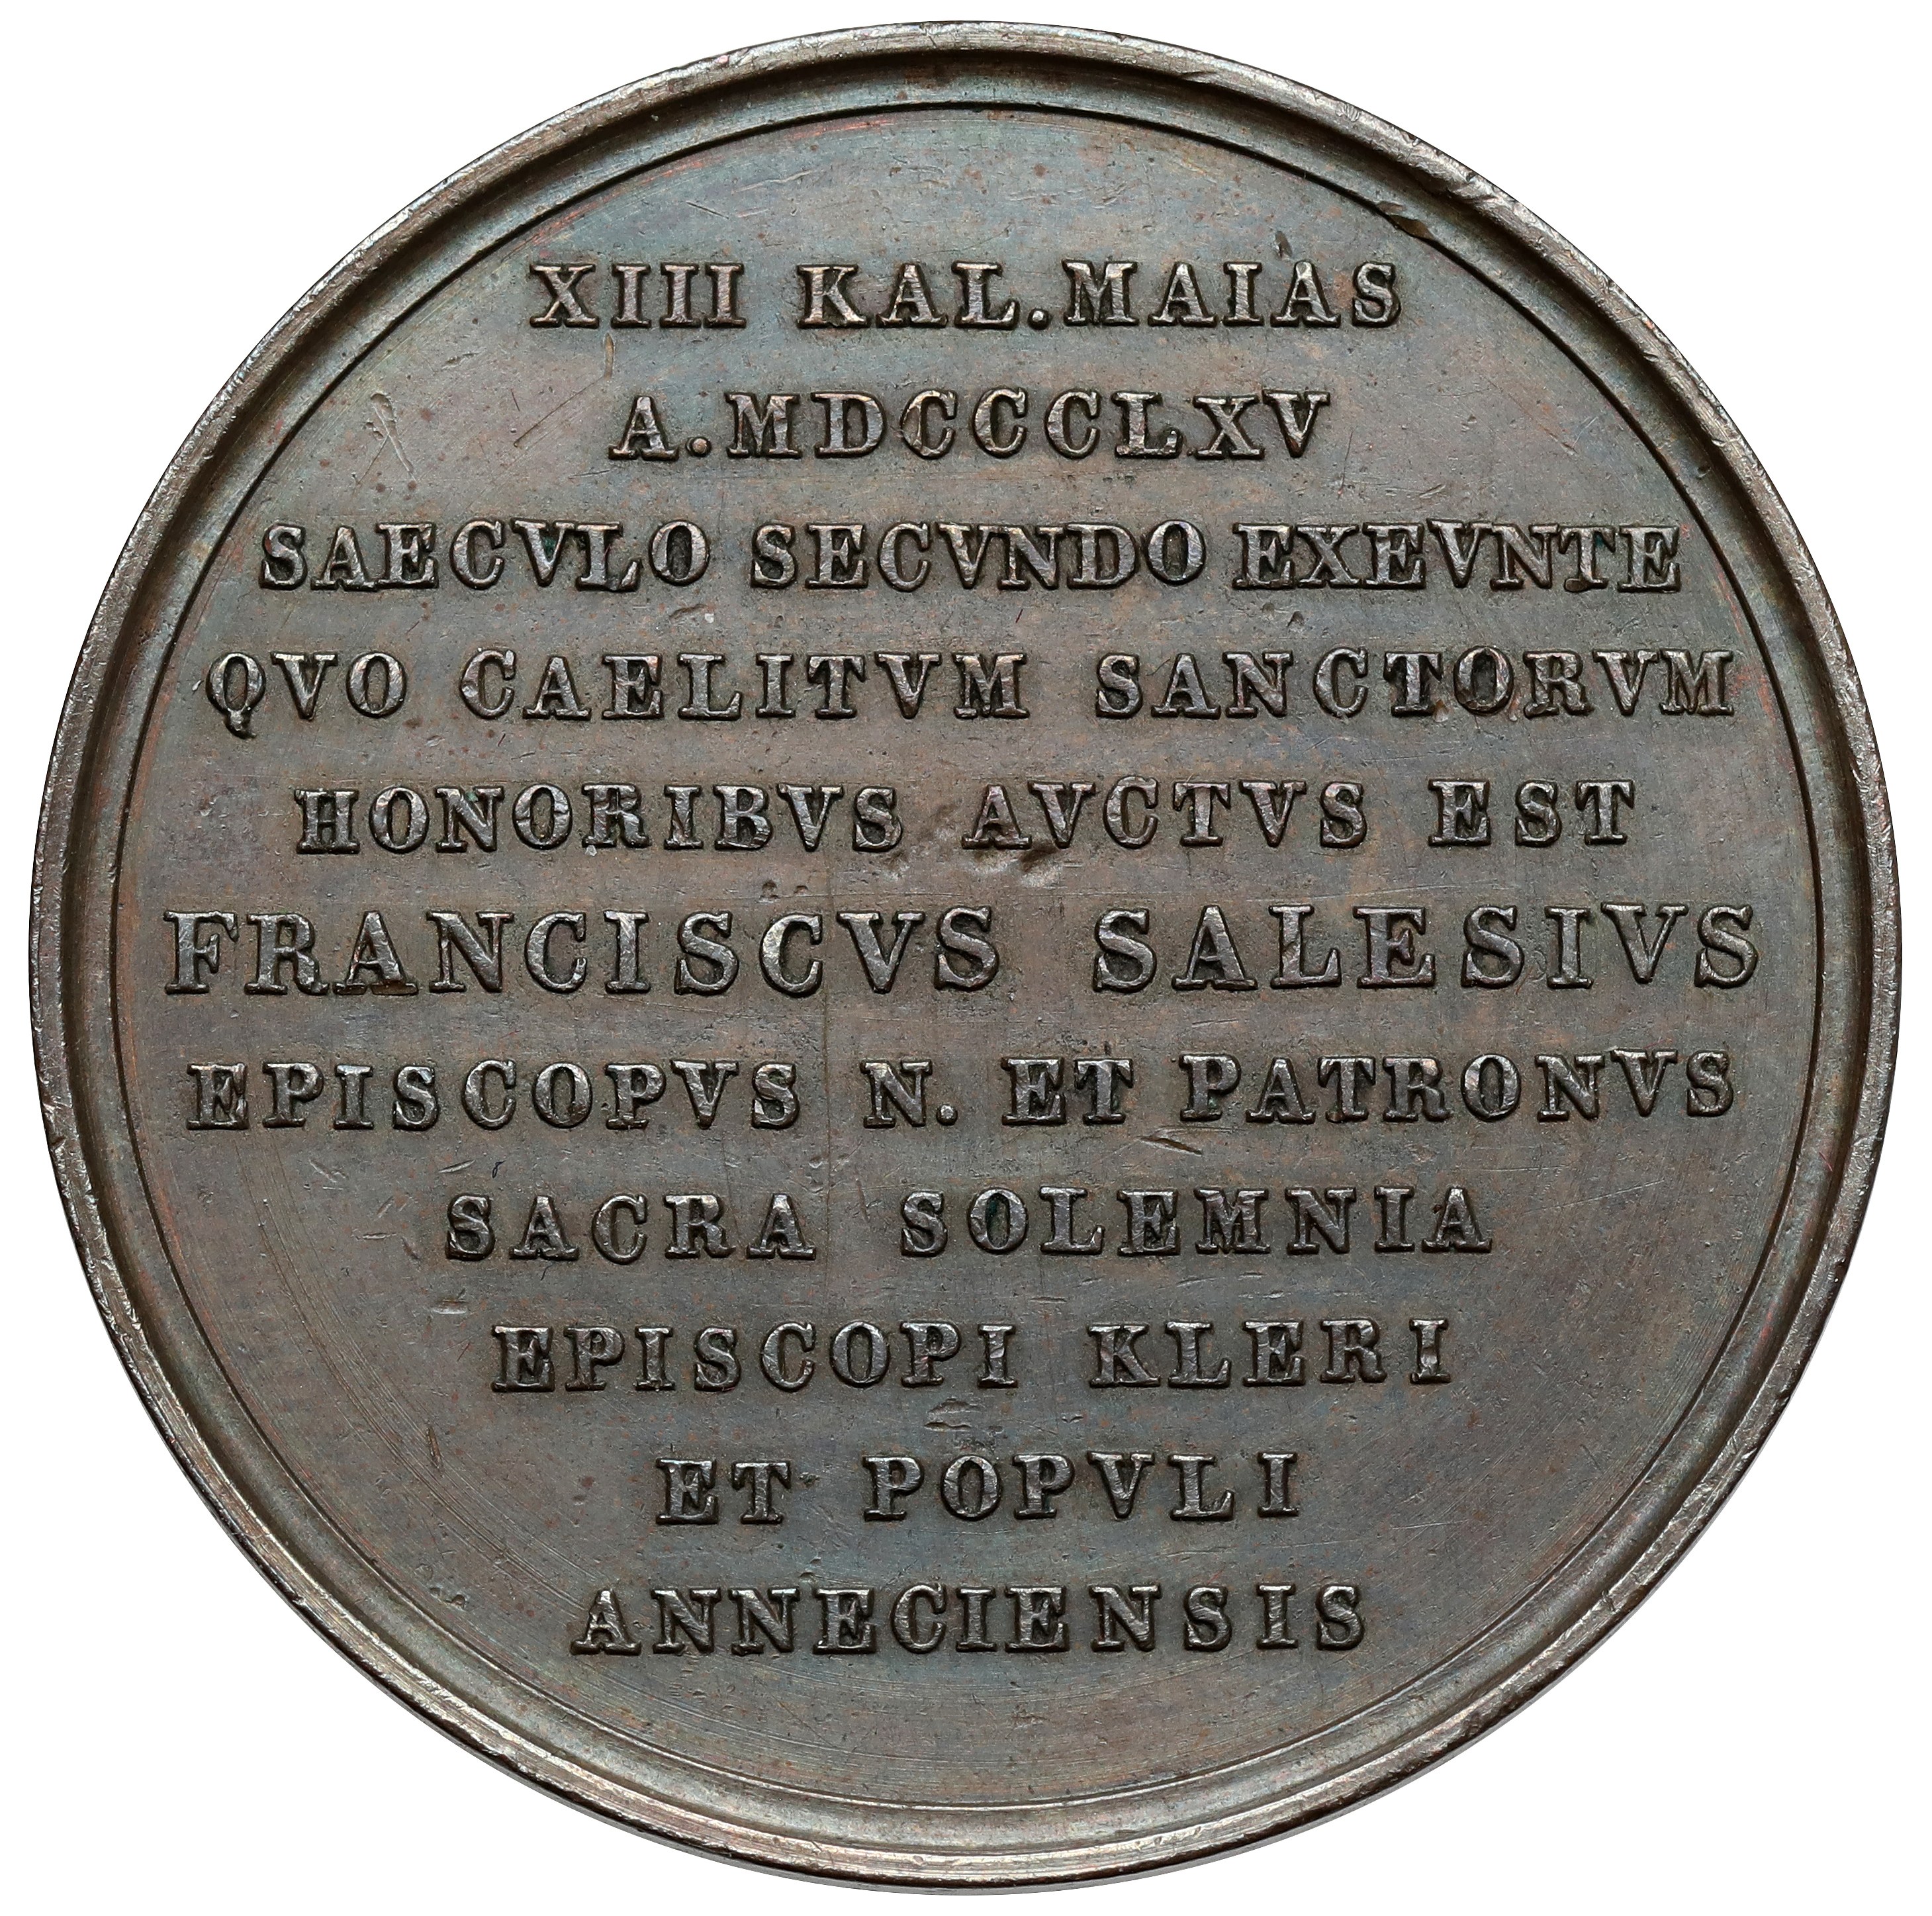 XIII KAL. MAIAS
A. MDCCCLXV
SAECVLO SECVNDO EXEVNTE
QVO CAELITVM SANCTORVM
HONORIBVS AVCTVS EST
FRANCISCVS SALESIVS
EPISCOPVS N. ET PATRONVS
SACRA SOLEMNIA
EPISCOPI KLERI
ET POPVLI
ANNECIENSIS